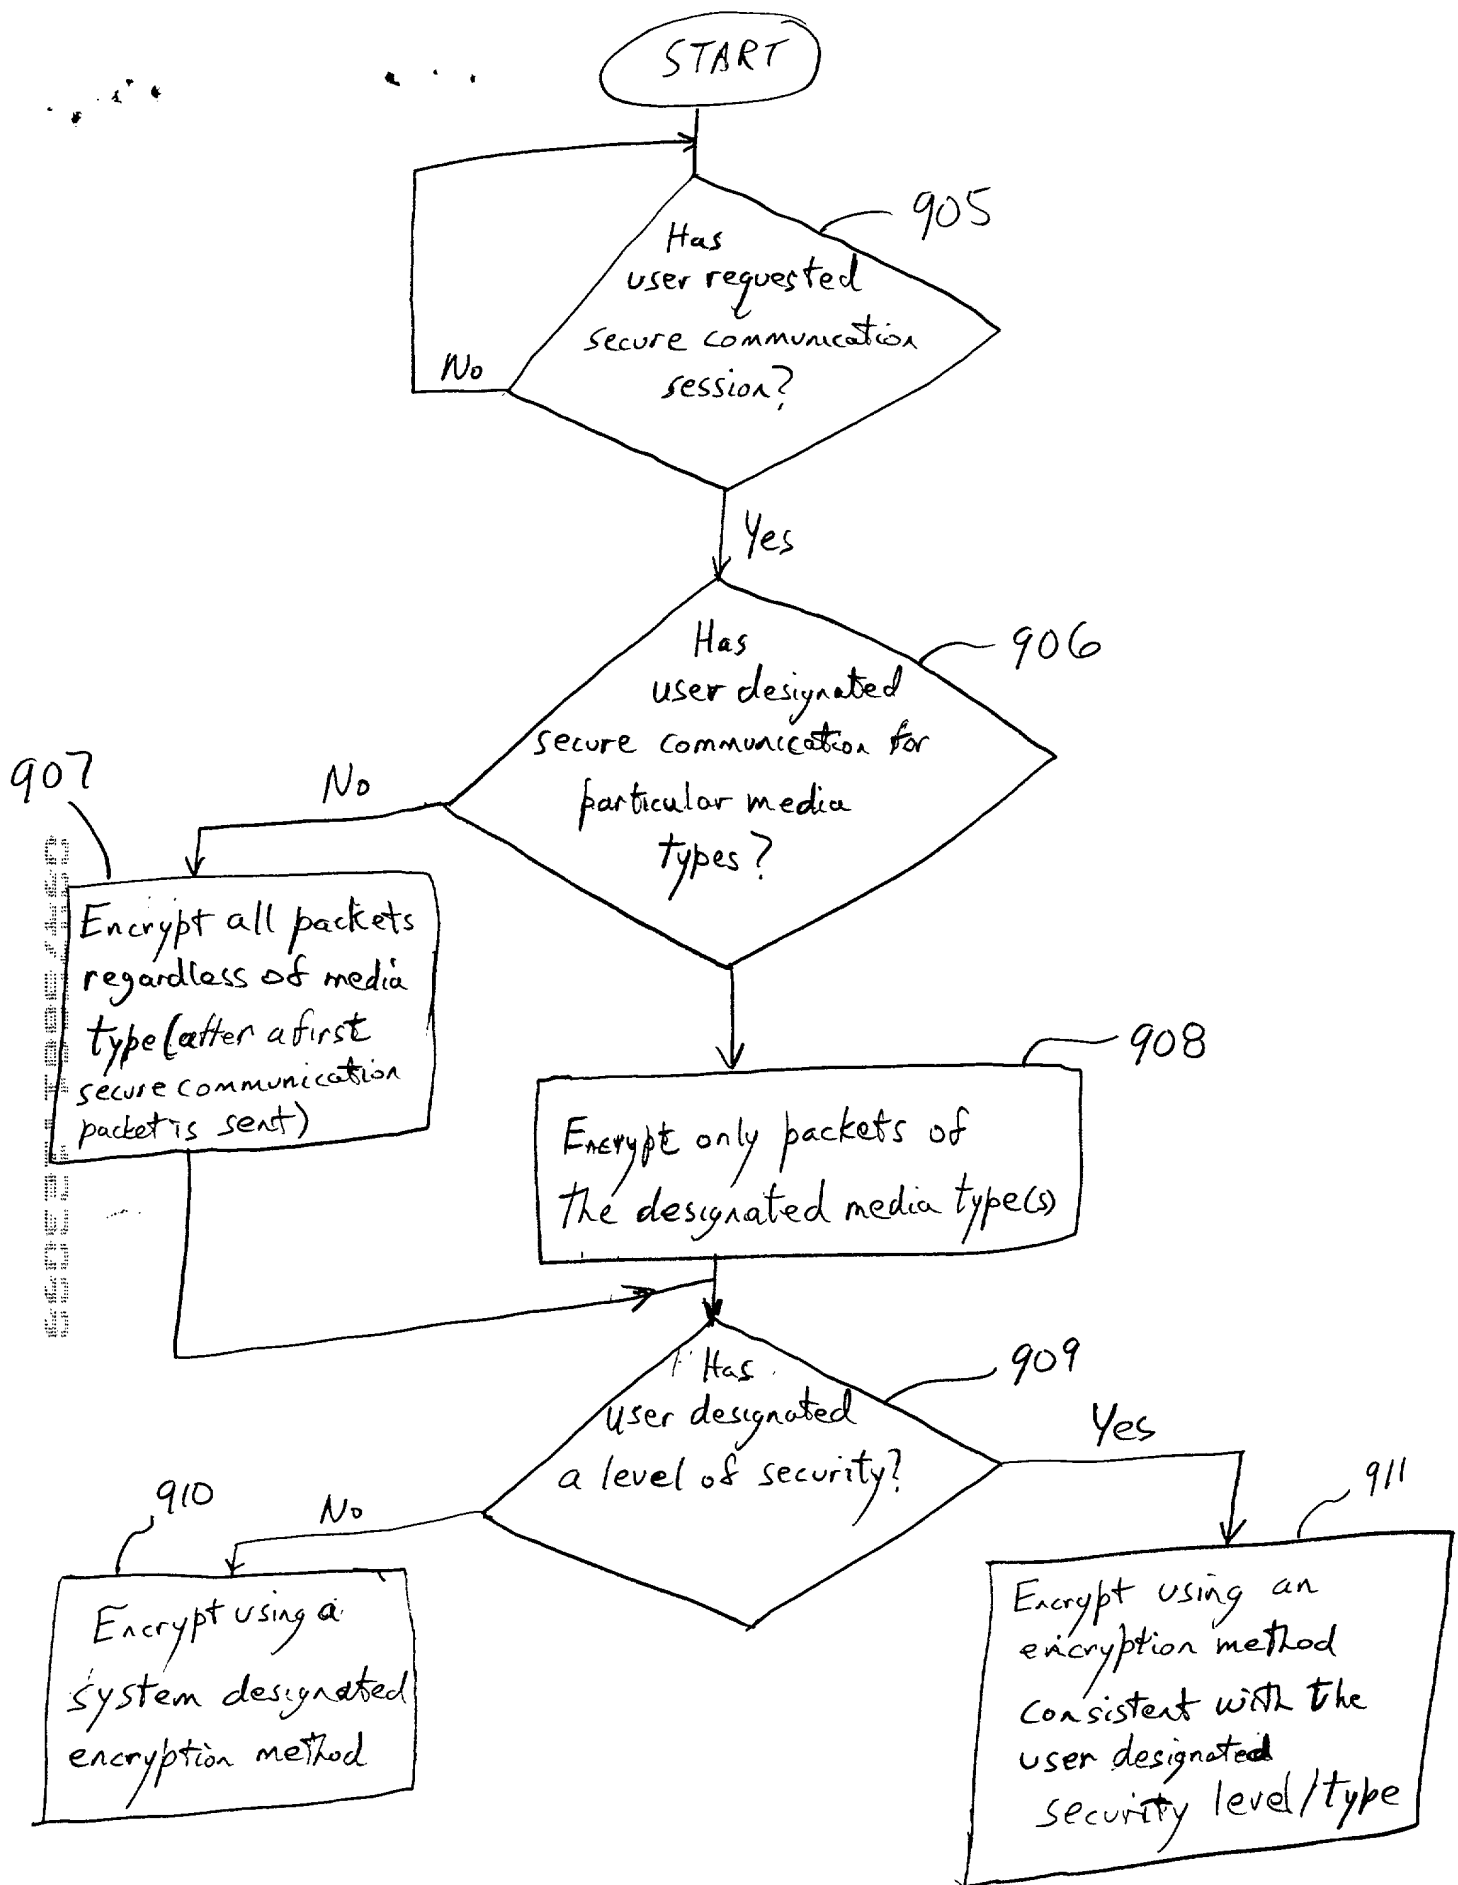 START
905
Has
user requested
secure communication
session?
No
Yes
906
Has
user designated
secure communication for
particular media
types?
No
907
Encrypt all packets
regardless of media
type (after a first
secure communication
packet is sent)
908
Encrypt only packets of
the designated media type(s)
909
Has
user designated
a level of security?
Yes
No
910
Encrypt using a
system designated
encryption method
911
Encrypt using an
encryption method
consistent with the
user designated
security level/type